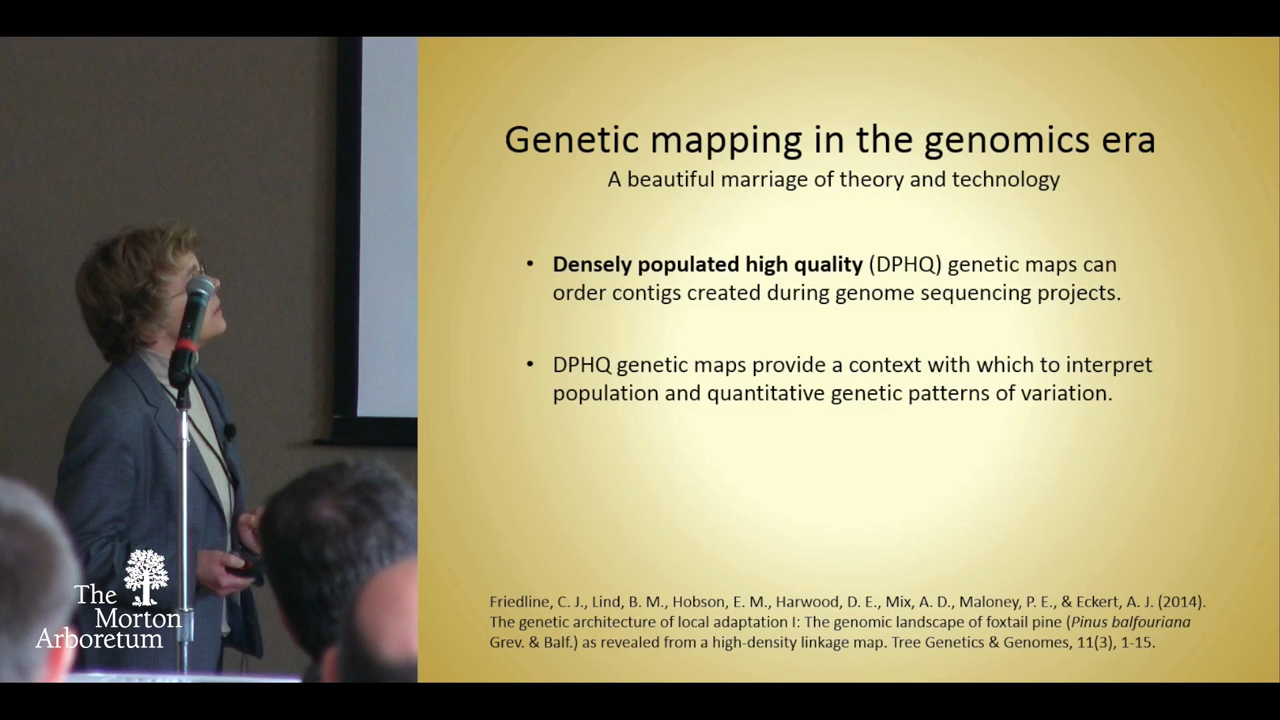 Genetic mapping in the genomics era
A beautiful marriage of theory and technology
• Densely populated high quality (DPHQ) genetic maps can
order contigs created during genome sequencing projects.
• DPHQ genetic maps provide a context with which to interpret
population and quantitative genetic patterns of variation.
Friedline, C. J., Lind, B. M., Hobson, E. M., Harwood, D. E., Mix, A. D., Maloney, P. E., & Eckert, A. J. (2014).
The genetic architecture of local adaptation I: The genomic landscape of foxtail pine (Pinus balfouriana
Grev. & Balf.) as revealed from a high-density linkage map. Tree Genetics & Genomes, 11(3), 1-15.
The
Morton
Arboretum